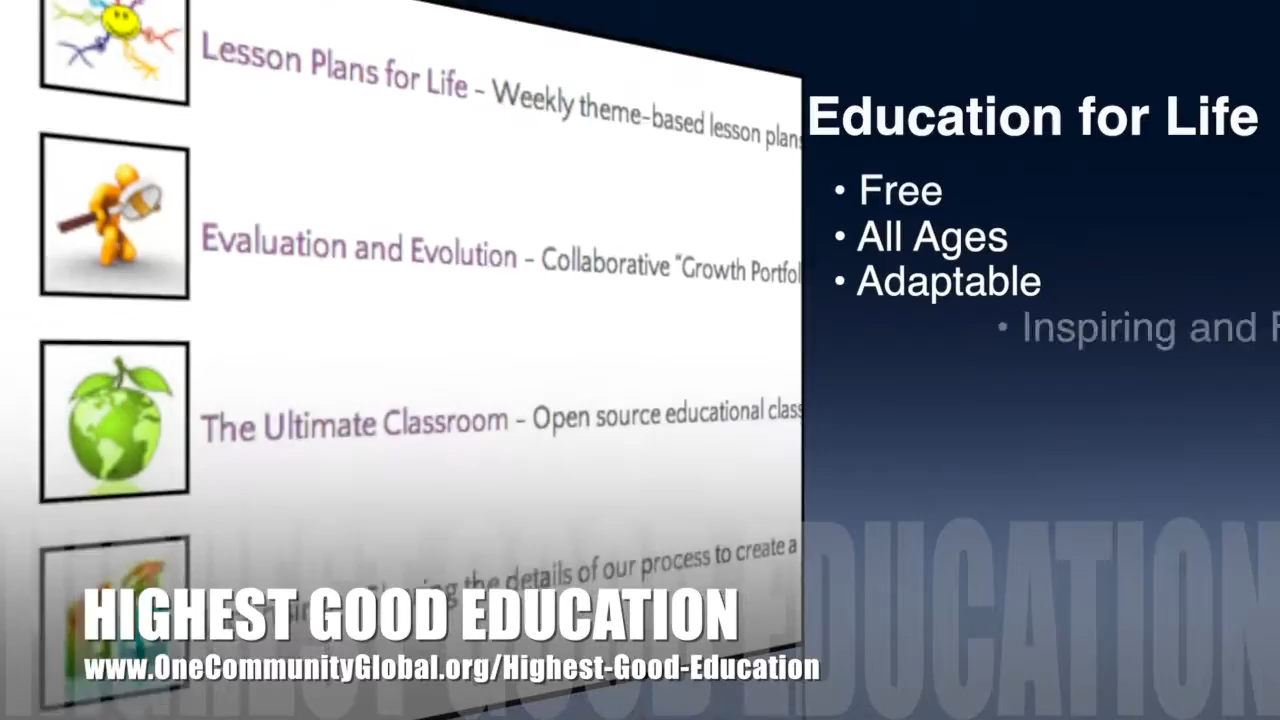 Lesson Plans for Life – Weekly theme-based lesson plans
Evaluation and Evolution – Collaborative “Growth
The Ultimate Classroom – Open source educational
the details of our process to create a
Education for Life
• Free
• All Ages
• Adaptable
• Inspiring and
HIGHEST GOOD EDUCATION
HIGHEST GOOD EDUCATION
www.OneCommunityGlobal.org/Highest-Good-Education